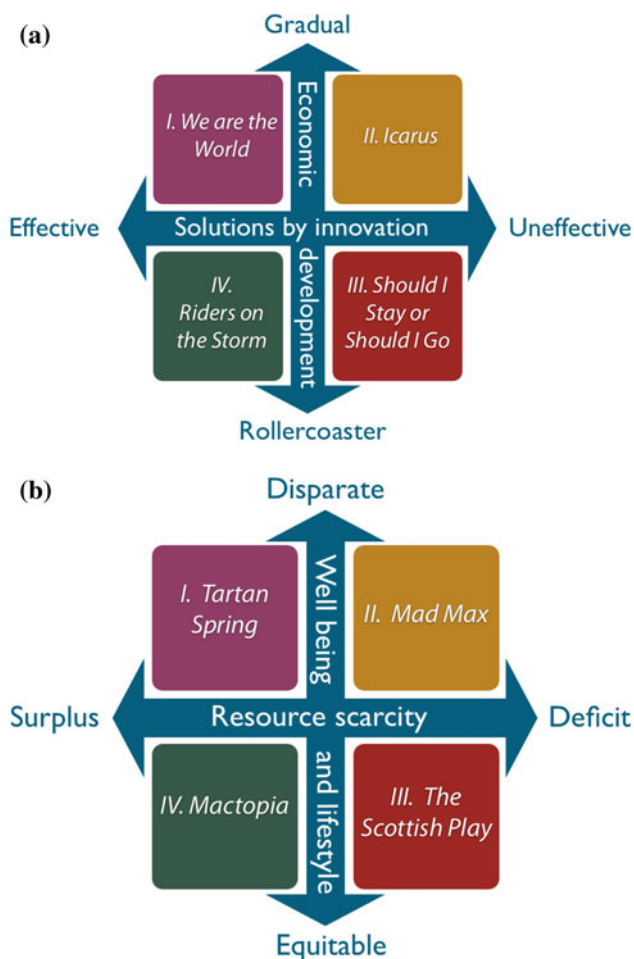 (a)
Gradual
Economic
I. We are the
World
II. Icarus
Effective
Solutions by innovation
Uneffective
development
IV.
Riders on
the Storm
III. Should I
Stay or
Should I Go
Rollercoaster
(b)
Disparate
Well being
I. Tartan
Spring
II. Mad Max
Surplus
Resource scarcity
Deficit
and lifestyle
IV. Mactopia
III. The
Scottish Play
Equitable